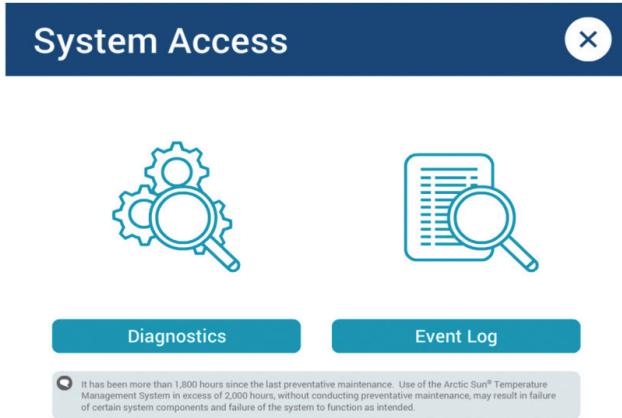 System Access
Diagnostics
Event Log
It has been more than 1,800 hours since the last preventative maintenance.  Use of the Arctic Sun® Temperature
Management System in excess of 2,000 hours, without conducting preventative maintenance, may result in failure
of certain system components and failure of the system to function as intended.